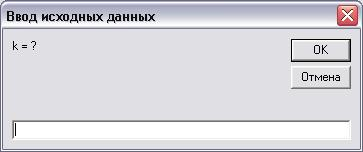 Ввод исходных данных
k = ?
OK
Отмена